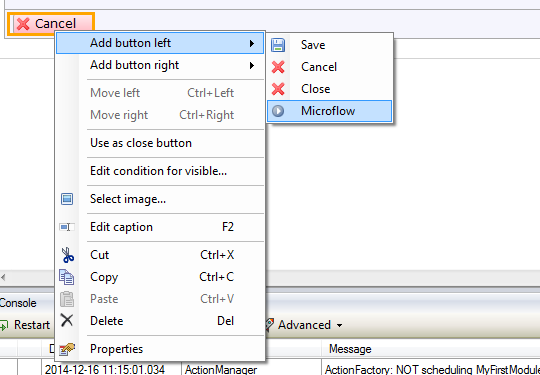 Cancel
Add button left
Add button right
Move left Ctrl+Left
Move right Ctrl+Right
Use as close button
Edit condition for visible...
Select image...
Edit caption F2
Cut Ctrl+X
Copy Ctrl+C
Paste Ctrl+V
Delete Del
Properties
Save
Cancel
Close
Microflow
Console
Restart Advanced
D Message
2014-12-16 11:15:01.034 ActionManager ActionFactory: NOT scheduling MyFirstModule